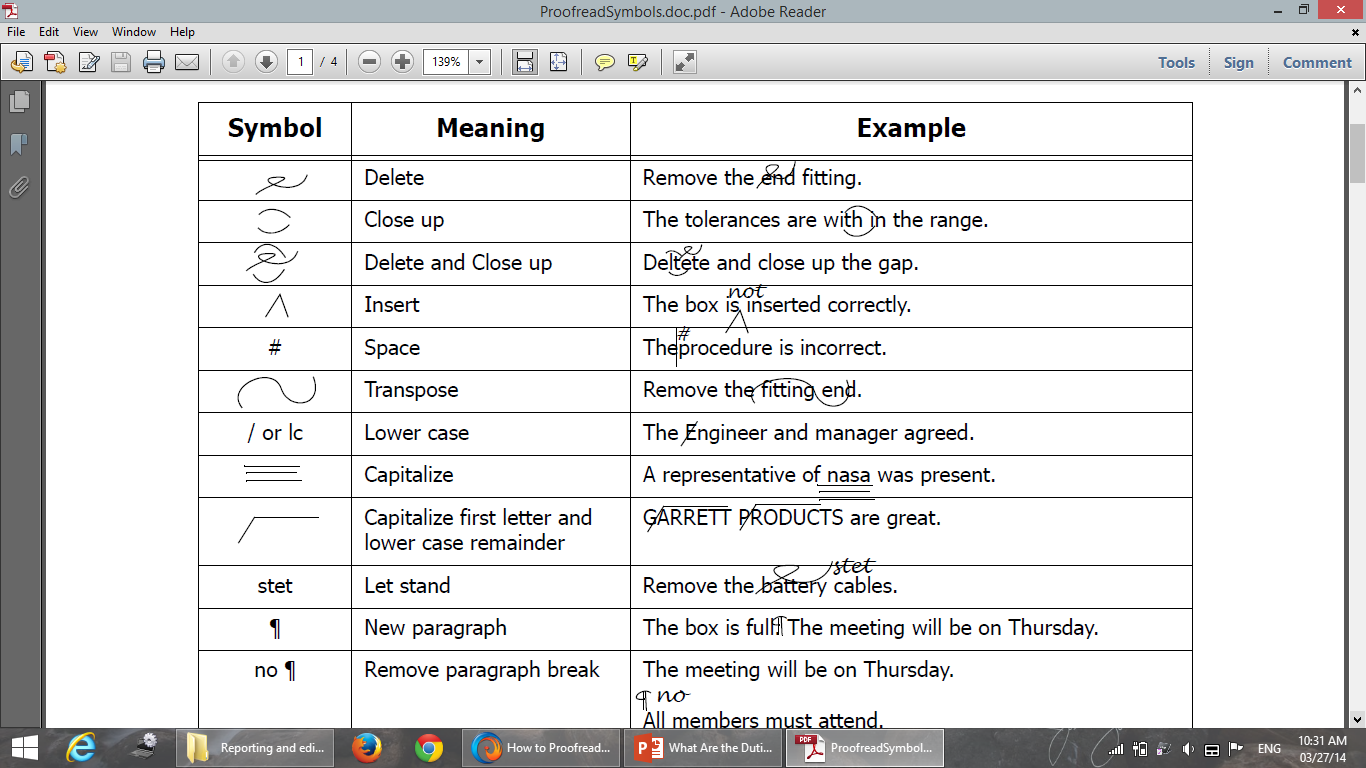 ProofreadSymbols.doc.pdf - Adobe Reader
File Edit View Window Help
1 / 4 139% Tools Sign Comment
Symbol Meaning Example
Delete Remove the end fitting.
Close up The tolerances are with in the range.
Delete and Close up Deltete and close up the gap.
not
Insert The box is inserted correctly.
#
# Space Theprocedure is incorrect.
Transpose Remove the fitting end.
/ or lc Lower case The Engineer and manager agreed.
Capitalize A representative of nasa was present.
Capitalize first letter and GARRETT PRODUCTS are great.
lower case remainder
stet
stet Let stand Remove the battery cables.
¶ New paragraph The box is full.¶ The meeting will be on Thursday.
no ¶ Remove paragraph break The meeting will be on Thursday.
¶ no
All members must attend.
Reporting and edi... How to Proofread... What Are the Duti... ProofreadSymbol... ENG 10:31 AM
03/27/14